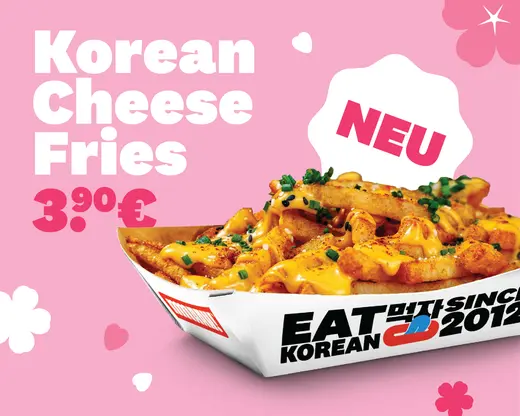 Korean
Cheese
Fries
3.90€
NEU
EAT 먹자 SINCE
KOREAN 2012